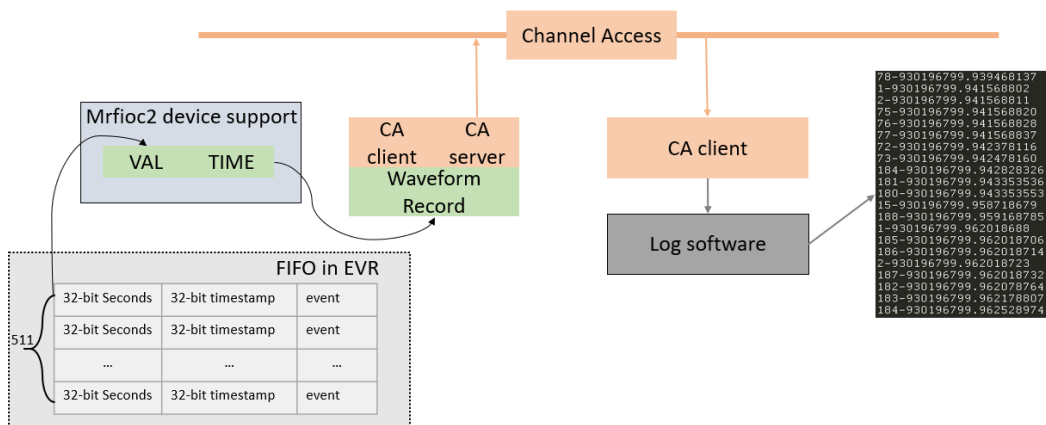 Channel Access
Mrfioc2 device support
VAL TIME
CA CA
client server
Waveform
Record
CA client
Log software
78-930196799.939468137
1-930196799.941568802
2-930196799.941568811
75-930196799.941568820
76-930196799.941568828
77-930196799.941568837
72-930196799.942378116
73-930196799.942478160
184-930196799.942828326
181-930196799.943353536
180-930196799.943353553
15-930196799.958718679
188-930196799.959168785
1-930196799.962018688
185-930196799.962018706
186-930196799.962018714
2-930196799.962018723
187-930196799.962018732
182-930196799.962078764
183-930196799.962178807
184-930196799.962528974
FIFO in EVR
511
32-bit Seconds 32-bit timestamp event
32-bit Seconds 32-bit timestamp event
... ... ...
32-bit Seconds 32-bit timestamp event